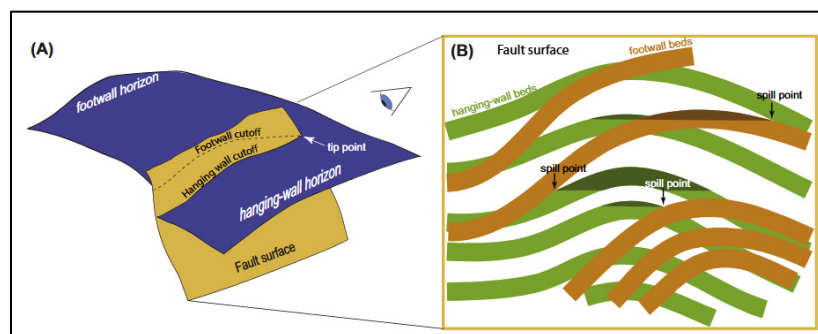 (A)
footwall horizon
Footwall cutoff
Hanging wall cutoff
tip point
hanging-wall horizon
Fault surface
(B)
Fault surface
footwall beds
hanging-wall beds
spill point
spill point
spill point